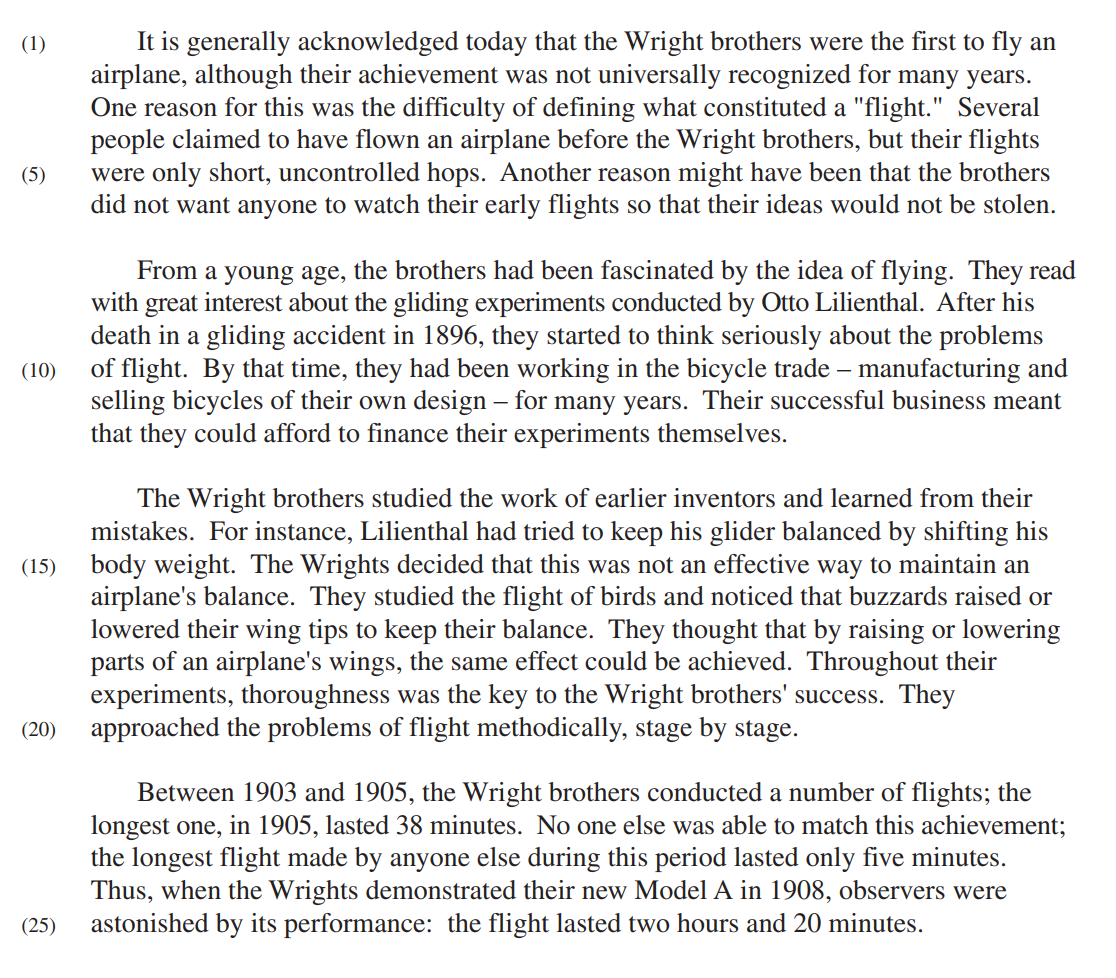 (1) It is generally acknowledged today that the Wright brothers were the first to fly an
airplane, although their achievement was not universally recognized for many years.
One reason for this was the difficulty of defining what constituted a "flight." Several
people claimed to have flown an airplane before the Wright brothers, but their flights
(5) were only short, uncontrolled hops. Another reason might have been that the brothers
did not want anyone to watch their early flights so that their ideas would not be stolen.
From a young age, the brothers had been fascinated by the idea of flying. They read
with great interest about the gliding experiments conducted by Otto Lilienthal. After his
death in a gliding accident in 1896, they started to think seriously about the problems
(10) of flight. By that time, they had been working in the bicycle trade – manufacturing and
selling bicycles of their own design – for many years. Their successful business meant
that they could afford to finance their experiments themselves.
The Wright brothers studied the work of earlier inventors and learned from their
mistakes. For instance, Lilienthal had tried to keep his glider balanced by shifting his
(15) body weight. The Wrights decided that this was not an effective way to maintain an
airplane's balance. They studied the flight of birds and noticed that buzzards raised or
lowered their wing tips to keep their balance. They thought that by raising or lowering
parts of an airplane's wings, the same effect could be achieved. Throughout their
experiments, thoroughness was the key to the Wright brothers' success. They
(20) approached the problems of flight methodically, stage by stage.
Between 1903 and 1905, the Wright brothers conducted a number of flights; the
longest one, in 1905, lasted 38 minutes. No one else was able to match this achievement;
the longest flight made by anyone else during this period lasted only five minutes.
Thus, when the Wrights demonstrated their new Model A in 1908, observers were
(25) astonished by its performance: the flight lasted two hours and 20 minutes.